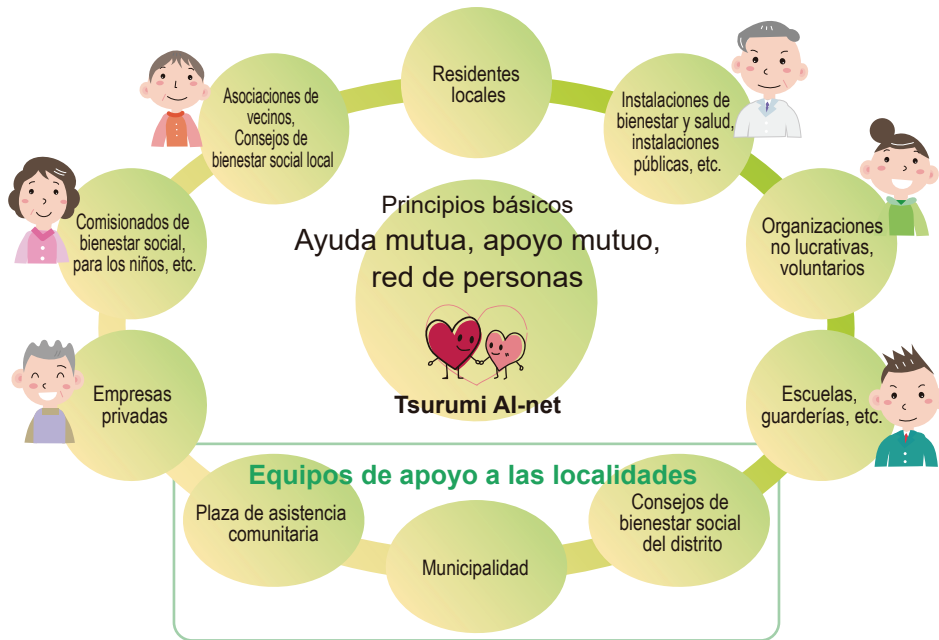 Residentes
locales
Asociaciones de
vecinos,
Consejos de
bienestar social local
Instalaciones de
bienestar y salud,
instalaciones
públicas, etc.
Comisionados de
bienestar social,
para los niños, etc.
Principios básicos
Ayuda mutua, apoyo mutuo,
red de personas
Tsurumi AI-net
Organizaciones
no lucrativas,
voluntarios
Empresas
privadas
Escuelas,
guarderías, etc.
Equipos de apoyo a las localidades
Plaza de asistencia
comunitaria
Municipalidad
Consejos de
bienestar social
del distrito